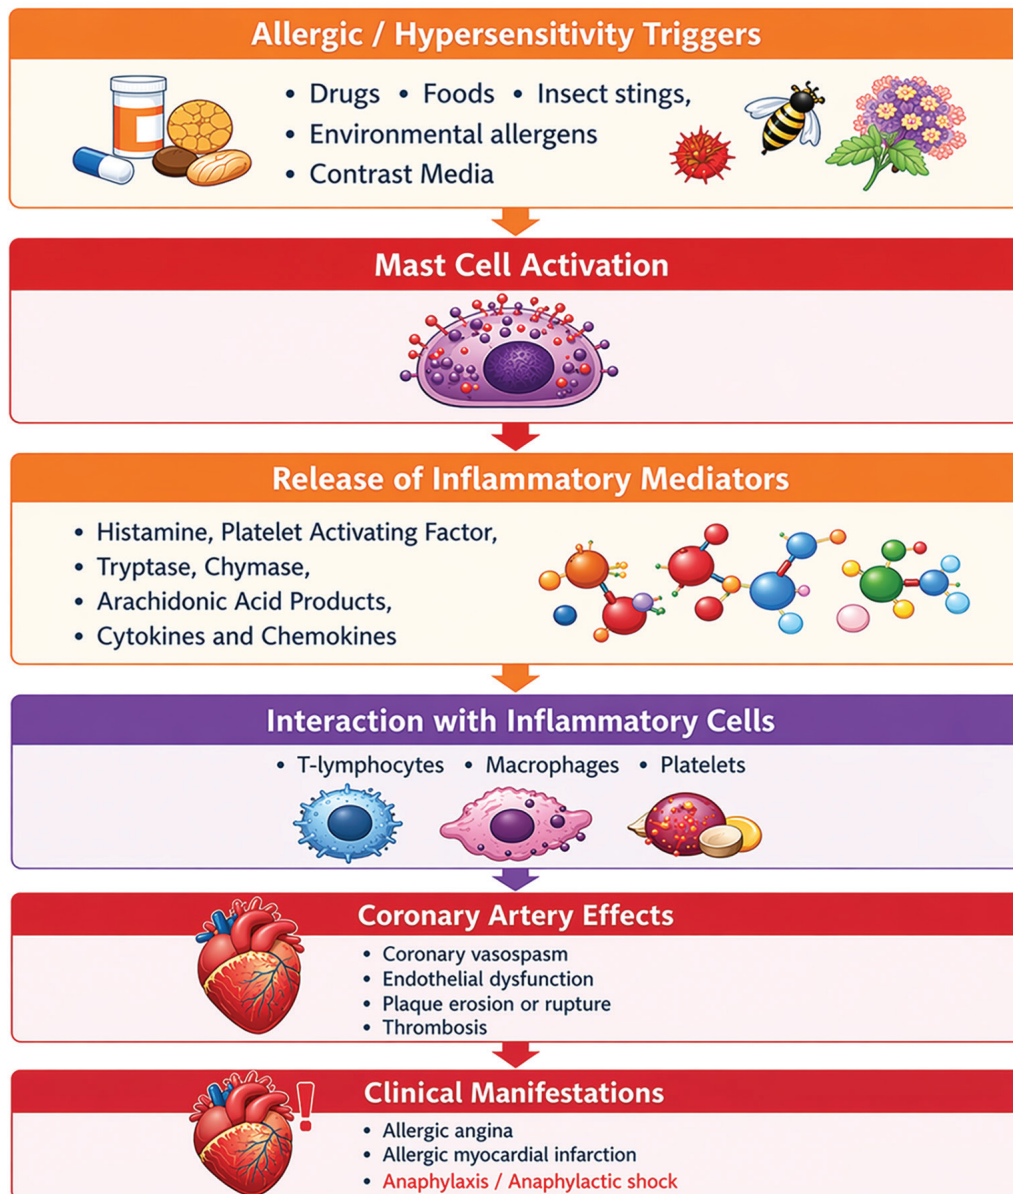 Allergic / Hypersensitivity Triggers
• Drugs • Foods • Insect stings,
• Environmental allergens
• Contrast Media
Mast Cell Activation
Release of Inflammatory Mediators
• Histamine, Platelet Activating Factor,
• Tryptase, Chymase,
• Arachidonic Acid Products,
• Cytokines and Chemokines
Interaction with Inflammatory Cells
• T-lymphocytes • Macrophages • Platelets
Coronary Artery Effects
• Coronary vasospasm
• Endothelial dysfunction
• Plaque erosion or rupture
• Thrombosis
Clinical Manifestations
• Allergic angina
• Allergic myocardial infarction
• Anaphylaxis / Anaphylactic shock